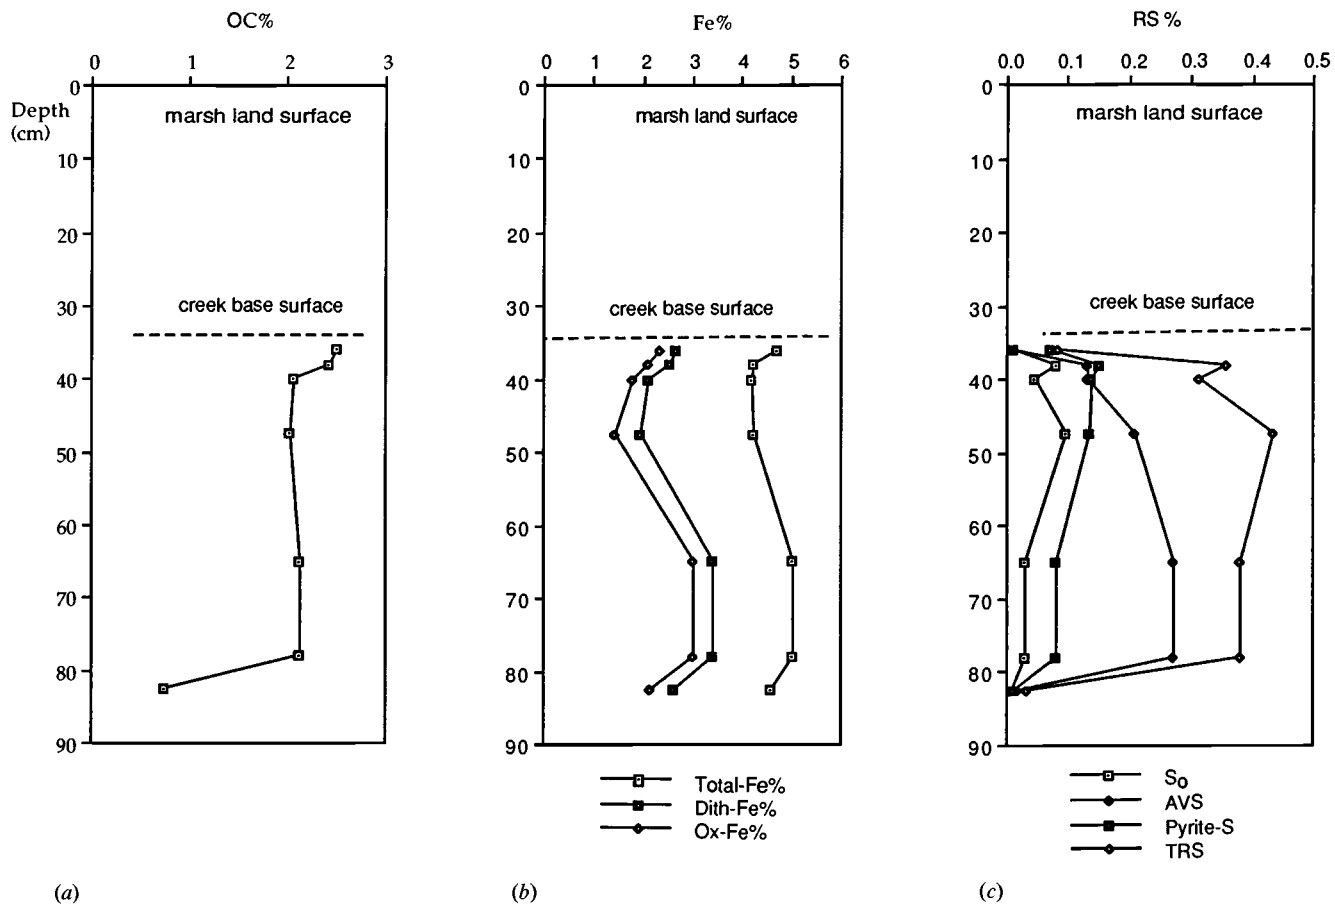 OC%
0 1 2 3
Depth
(cm)
0
10
20
30
40
50
60
70
80
90
marsh land surface
creek base surface
(a)
Fe%
0 1 2 3 4 5 6
0
10
20
30
40
50
60
70
80
90
marsh land surface
creek base surface
Total-Fe%
Dith-Fe%
Ox-Fe%
(b)
RS %
0.0 0.1 0.2 0.3 0.4 0.5
0
10
20
30
40
50
60
70
80
90
marsh land surface
creek base surface
S0
AVS
Pyrite-S
TRS
(c)